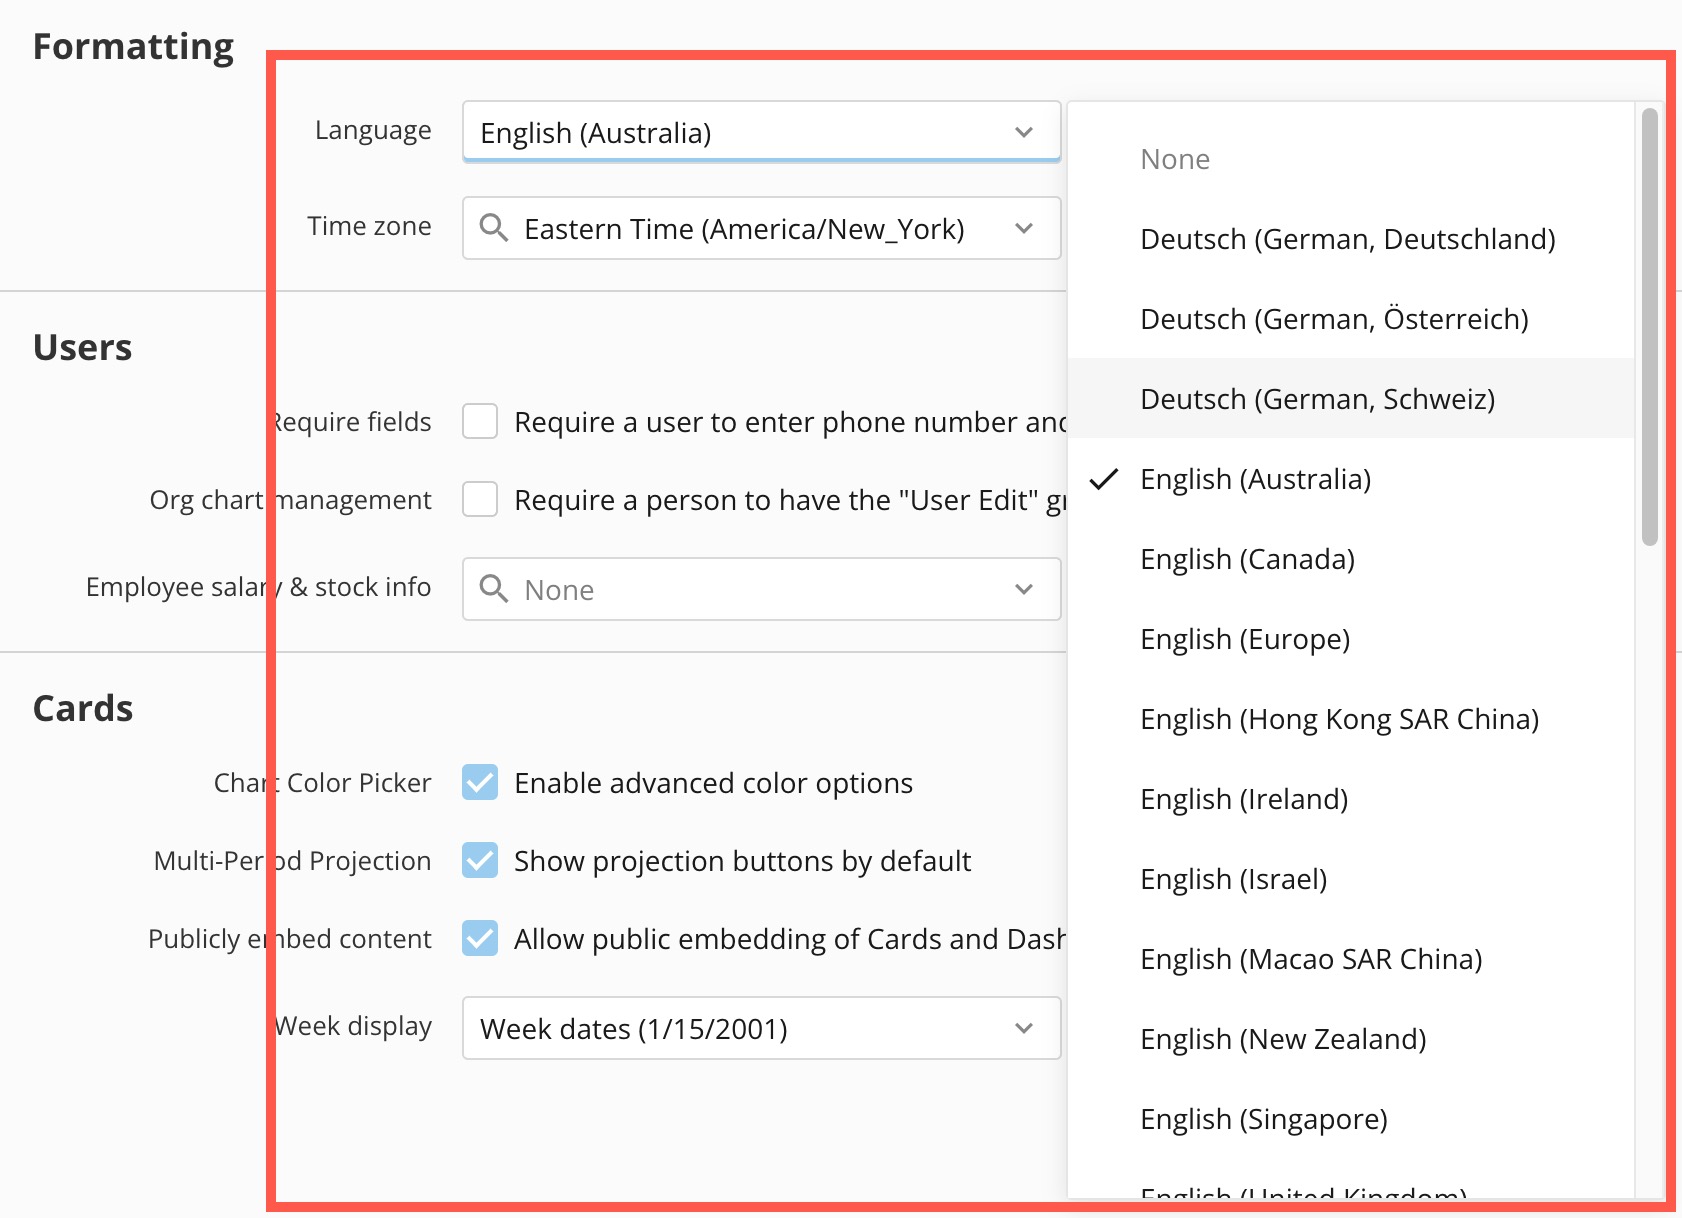 Formatting
Language
English (Australia)
Time zone
Eastern Time (America/New_York)
Users
Require fields
Require a user to enter phone number and
Org chart management
Require a person to have the "User Edit" gr
Employee salary & stock info
None
Cards
Chart Color Picker
Enable advanced color options
Multi-Period Projection
Show projection buttons by default
Publicly embed content
Allow public embedding of Cards and Dash
Week display
Week dates (1/15/2001)
None
Deutsch (German, Deutschland)
Deutsch (German, Österreich)
Deutsch (German, Schweiz)
English (Australia)
English (Canada)
English (Europe)
English (Hong Kong SAR China)
English (Ireland)
English (Israel)
English (Macao SAR China)
English (New Zealand)
English (Singapore)
English (United Kingdom)